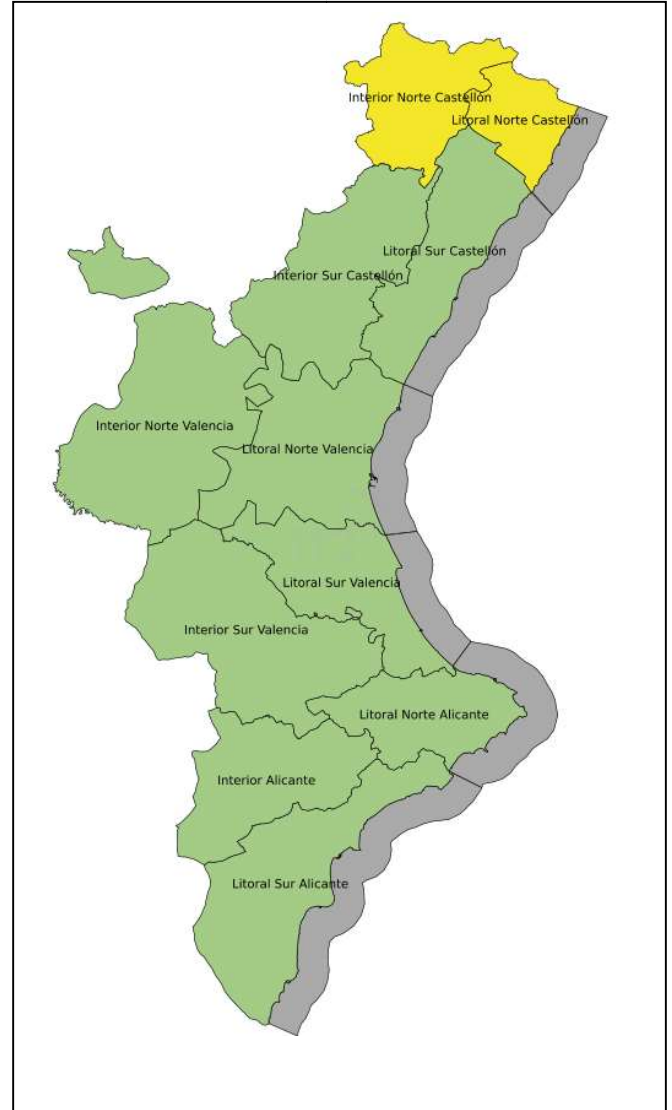 Interior Norte Castellón
Litoral Norte Castellón
Litoral Sur Castellón
Interior Sur Castellón
Interior Norte Valencia
Litoral Norte Valencia
Litoral Sur Valencia
Interior Sur Valencia
Litoral Norte Alicante
Interior Alicante
Litoral Sur Alicante